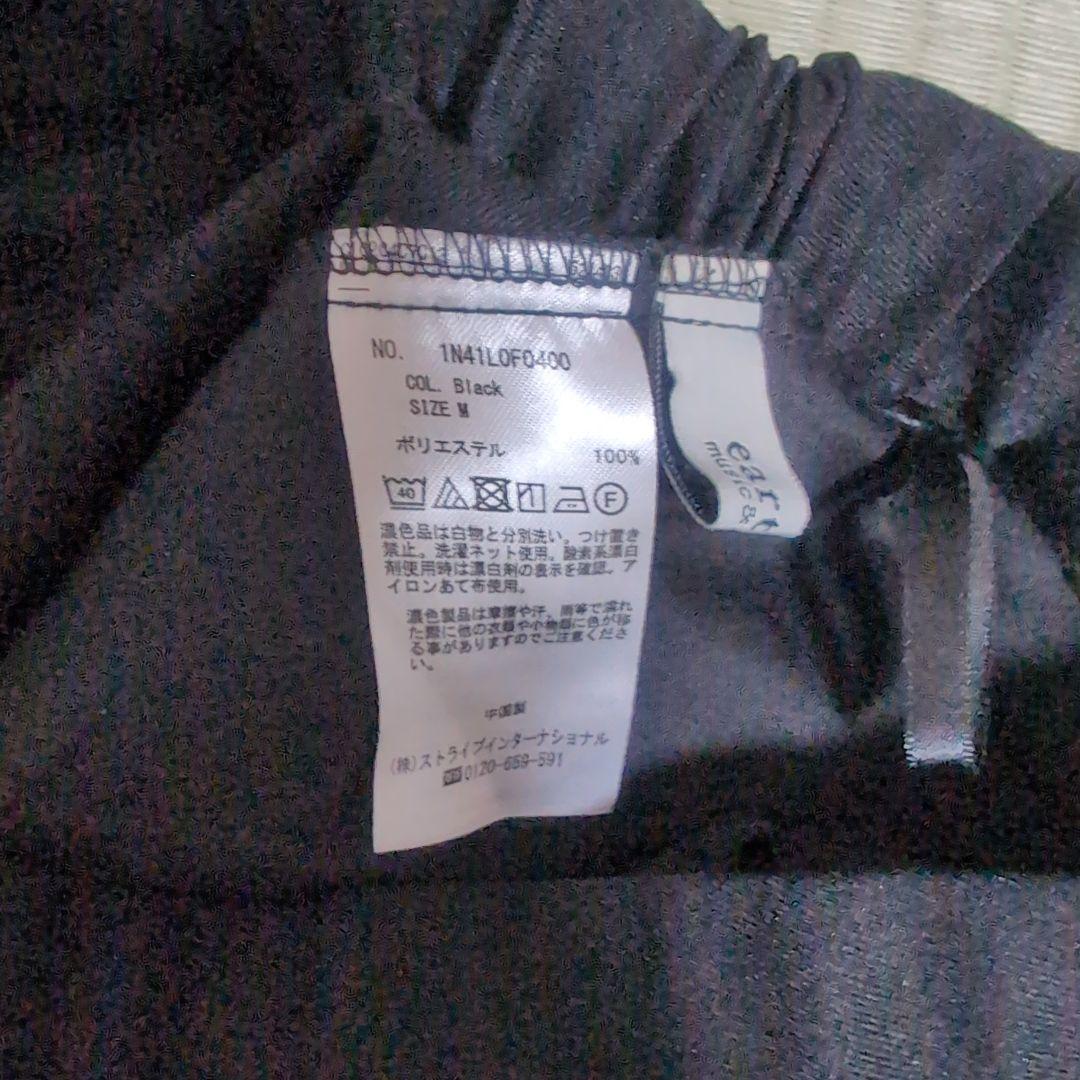 NO. 1N41L0F0400
COL. Black
SIZE M
ポリエステル 100%
40
F
濃色品は白物と分別洗い。つけ置き
禁止。洗濯ネット使用。酸素系漂白
剤使用時は漂白剤の表示を確認。ア
イロンあて布使用。
濃色製品は摩擦や汗、雨等で濡れ
た際に他の衣類や小物類に色が移
る事がありますのでご注意くださ
い。
中国製
(株)ストライプインターナショナル
0120-659-591
ear
music &